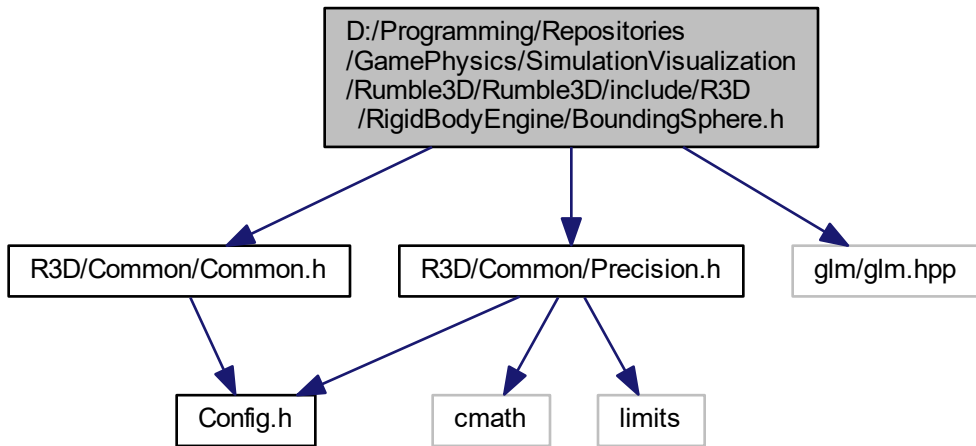 D:/Programming/Repositories
/GamePhysics/SimulationVisualization
/Rumble3D/Rumble3D/include/R3D
/RigidBodyEngine/BoundingSphere.h
R3D/Common/Common.h
R3D/Common/Precision.h
glm/glm.hpp
Config.h
cmath
limits